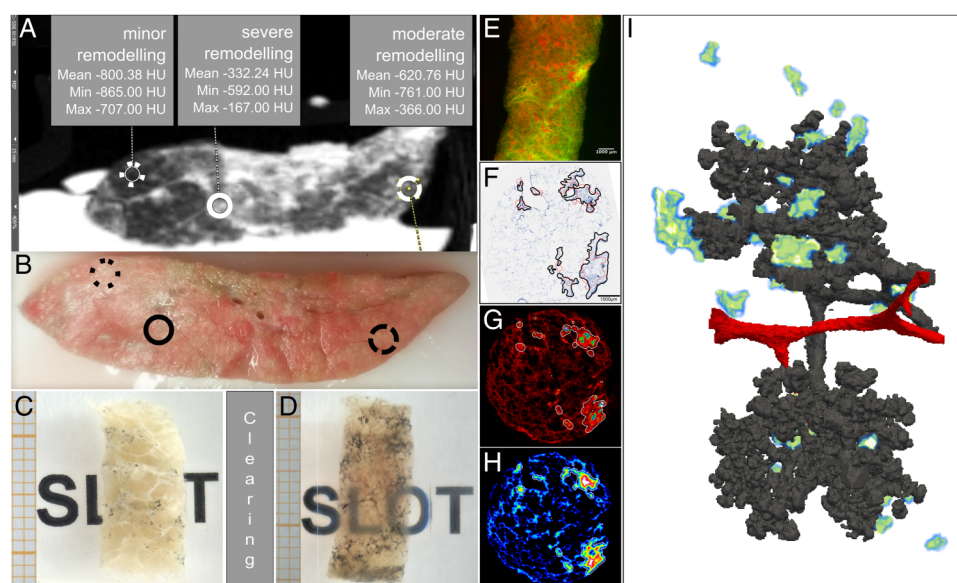 A
minor
remodelling
Mean -800.38 HU
Min -865.00 HU
Max -707.00 HU
severe
remodelling
Mean -332.24 HU
Min -592.00 HU
Max -167.00 HU
moderate
remodelling
Mean -620.76 HU
Min -761.00 HU
Max -366.00 HU
B
C
SL T
Clearing
D
SLOT
E
1000 µm
F
1000µm
G
H
I